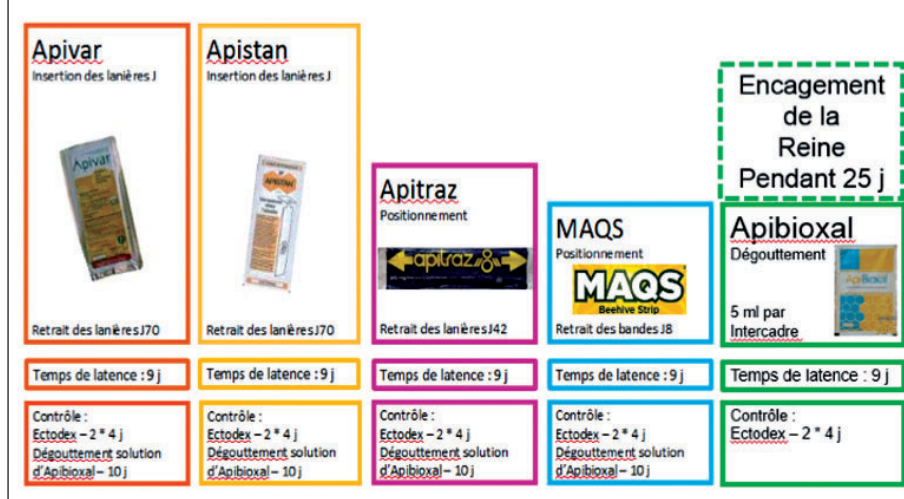 Apivar
Insertion des lanières J
Apivar
Retrait des lanières J70
Temps de latence : 9 j
Contrôle :
Ectodex – 2 * 4 j
Dégouttement solution
d'Apibioxal – 10 j
Apistan
Insertion des lanières J
APISTAN
Retrait des lanières J70
Temps de latence : 9 j
Contrôle :
Ectodex – 2 * 4 j
Dégouttement solution
d'Apibioxal – 10 j
Apitraz
Positionnement
apitraz
Retrait des lanières J42
Temps de latence : 9 j
Contrôle :
Ectodex – 2 * 4 j
Dégouttement solution
d'Apibioxal – 10 j
MAQS
Positionnement
MAQS
Beehive Strip
Retrait des bandes J8
Temps de latence : 9 j
Contrôle :
Ectodex – 2 * 4 j
Dégouttement solution
d'Apibioxal – 10 j
Encagement
de la
Reine
Pendant 25 j
Apibioxal
Dégouttement
5 ml par
Intercadre
Api-Bioxal
Temps de latence : 9 j
Contrôle :
Ectodex – 2 * 4 j